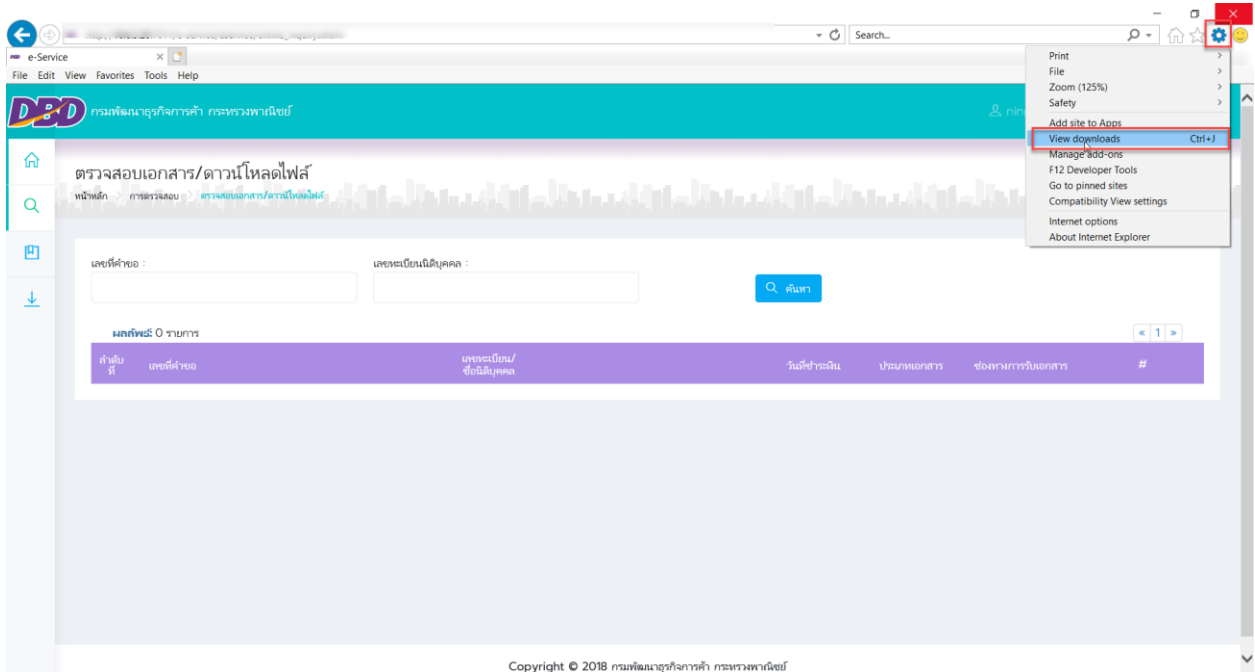 Search...
e-Service
File Edit View Favorites Tools Help
Print
File
Zoom (125%)
Safety
Add site to Apps
View downloads Ctrl+J
Manage add-ons
F12 Developer Tools
Go to pinned sites
Compatibility View settings
Internet options
About Internet Explorer
DBD กรมพัฒนาธุรกิจการค้า กระทรวงพาณิชย์
ตรวจสอบเอกสาร/ดาวน์โหลดไฟล์
หน้าหลัก > การตรวจสอบ > ตรวจสอบเอกสาร/ดาวน์โหลดไฟล์
เลขที่คำขอ : เลขทะเบียนนิติบุคคล :
ค้นหา
ผลลัพธ์: 0 รายการ « 1 »
ลำดับที่ เลขที่คำขอ เลขทะเบียน/ชื่อนิติบุคคล วันที่ชำระเงิน ประเภทเอกสาร ช่องทางการรับเอกสาร #
Copyright © 2018 กรมพัฒนาธุรกิจการค้า กระทรวงพาณิชย์